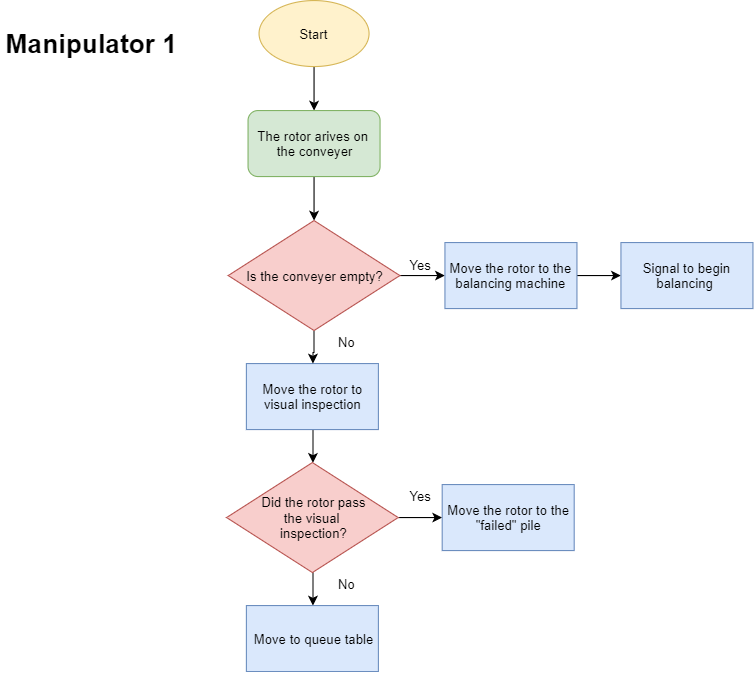 Manipulator 1
Start
The rotor arives on
the conveyer
Is the conveyer empty?
Yes
Move the rotor to the
balancing machine
Signal to begin
balancing
No
Move the rotor to
visual inspection
Did the rotor pass
the visual
inspection?
Yes
Move the rotor to the
"failed" pile
No
Move to queue table